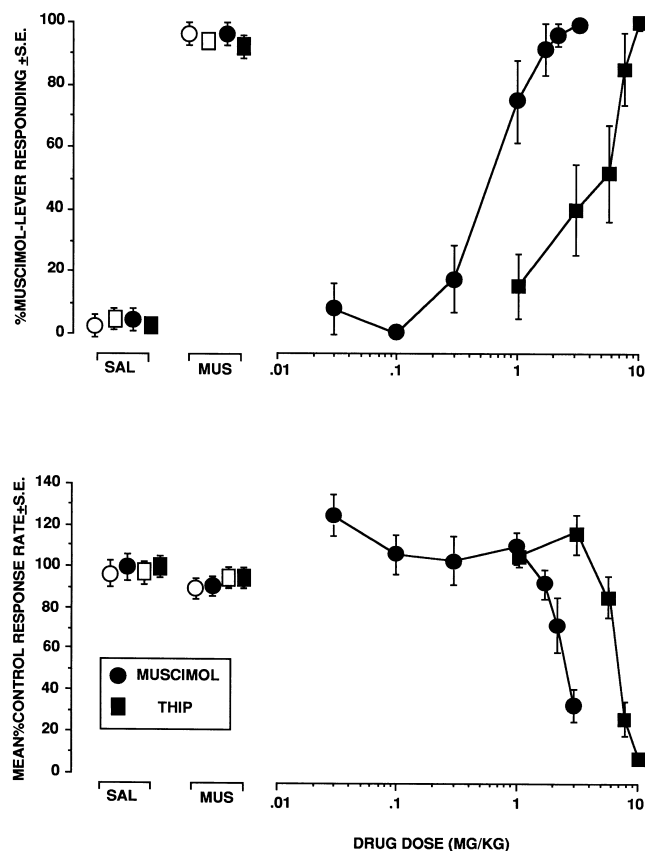 %MUSCIMOL-LEVER RESPONDING ±S.E.
100
80
60
40
20
0
SAL
MUS
.01
.1
1
10
MEAN%CONTROL RESPONSE RATE±S.E.
140
120
100
80
60
40
20
0
MUSCIMOL
THIP
SAL
MUS
.01
.1
1
10
DRUG DOSE (MG/KG)